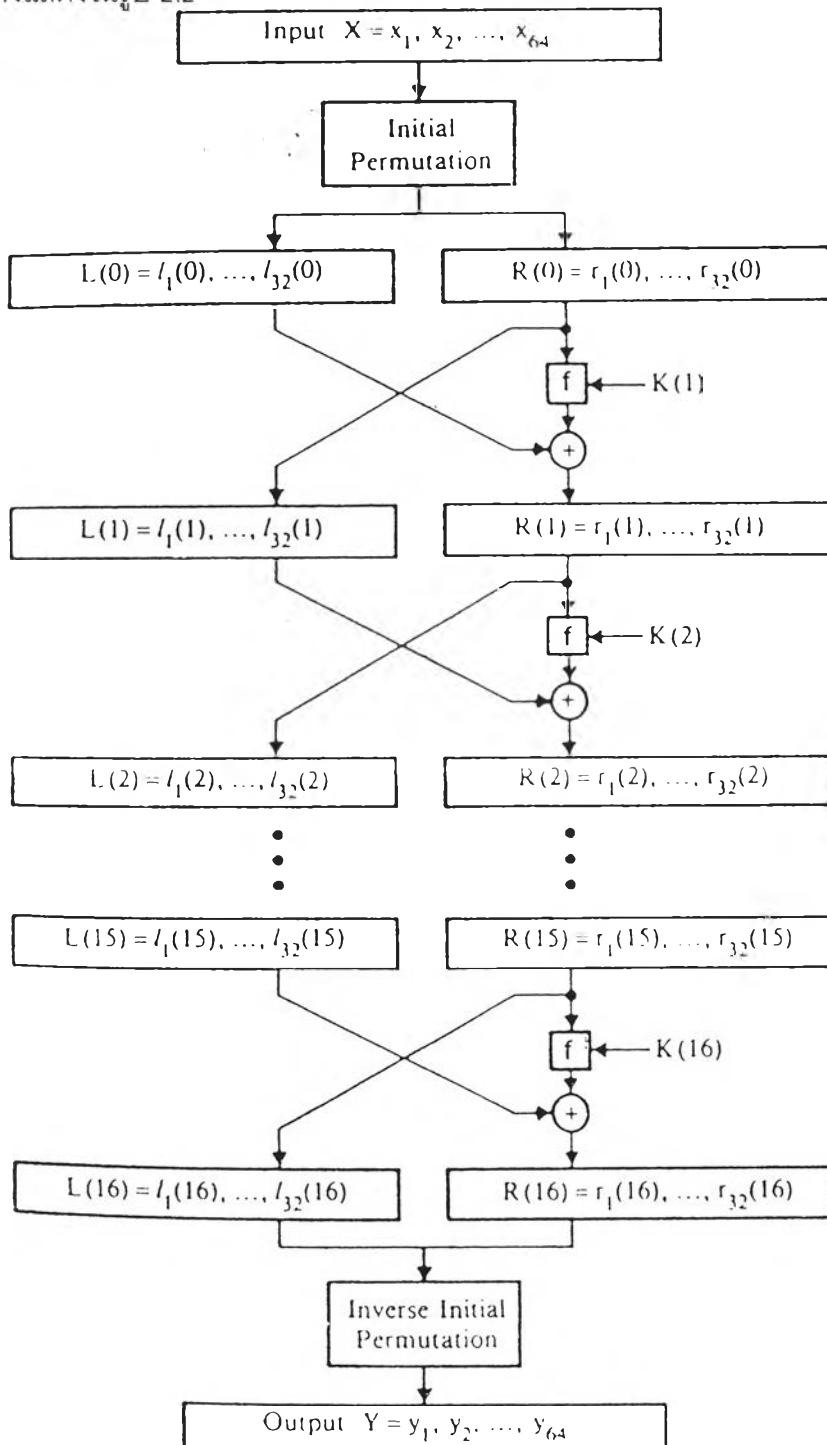 Input X = x₁, x₂, ..., x₆₄
Initial
Permutation
L(0) = l₁(0), ..., l₃₂(0) R(0) = r₁(0), ..., r₃₂(0)
f K(1)
+
L(1) = l₁(1), ..., l₃₂(1) R(1) = r₁(1), ..., r₃₂(1)
f K(2)
+
L(2) = l₁(2), ..., l₃₂(2) R(2) = r₁(2), ..., r₃₂(2)
L(15) = l₁(15), ..., l₃₂(15) R(15) = r₁(15), ..., r₃₂(15)
f K(16)
+
L(16) = l₁(16), ..., l₃₂(16) R(16) = r₁(16), ..., r₃₂(16)
Inverse Initial
Permutation
Output Y = y₁, y₂, ..., y₆₄